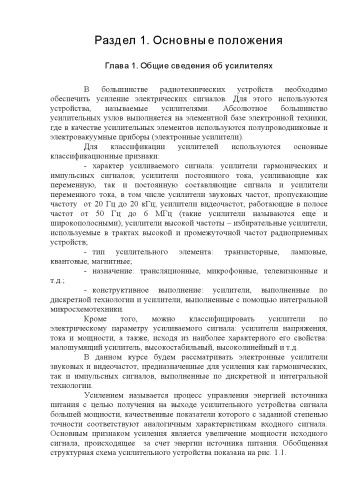 Раздел 1. Основные положения
Глава 1. Общие сведения об усилителях
В большинстве радиотехнических устройств необходимо
обеспечить усиление электрических сигналов. Для этого используются
устройства, называемые усилителями. Абсолютное большинство
усилительных узлов выполняется на элементной базе электронной техники,
где в качестве усилительных элементов используются полупроводниковые и
электровакуумные приборы (электронные усилители).
Для классификации усилителей используются основные
классификационные признаки:
- характер усиливаемого сигнала: усилители гармонических и
импульсных сигналов; усилители постоянного тока, усиливающие как
переменную, так и постоянную составляющие сигнала и усилители
переменного тока, в том числе усилители звуковых частот, пропускающие
частоту от 20 Гц до 20 кГц, усилители видеочастот, работающие в полосе
частот от 50 Гц до 6 МГц (такие усилители называются еще и
широкополосными); усилители высокой частоты – избирательные усилители,
используемые в трактах высокой и промежуточной частот радиоприемных
устройств;
- тип усилительного элемента: транзисторные, ламповые,
квантовые, магнитные;
- назначение: трансляционные, микрофонные, телевизионные и
т.д.;
- конструктивное выполнение: усилители, выполненные по
дискретной технологии и усилители, выполненные с помощью интегральной
микросхемотехники.
Кроме того, можно классифицировать усилители по
электрическому параметру усиливаемого сигнала: усилители напряжения,
тока и мощности, а также, исходя из наиболее характерного его свойства:
малошумящий усилитель, высокостабильный, высоколинейный и т.д.
В данном курсе будем рассматривать электронные усилители
звуковых и видеочастот, предназначенные для усиления как гармонических,
так и импульсных сигналов, выполненные по дискретной и интегральной
технологии.
Усилением называется процесс управления энергией источника
питания с целью получения на выходе усилительного устройства сигнала
большей мощности, качественные показатели которого с заданной степенью
точности соответствуют аналогичным характеристикам входного сигнала.
Основным признаком усиления является увеличение мощности исходного
сигнала, происходящее за счет энергии источника питания. Обобщенная
структурная схема усилительного устройства показана на рис. 1.1.